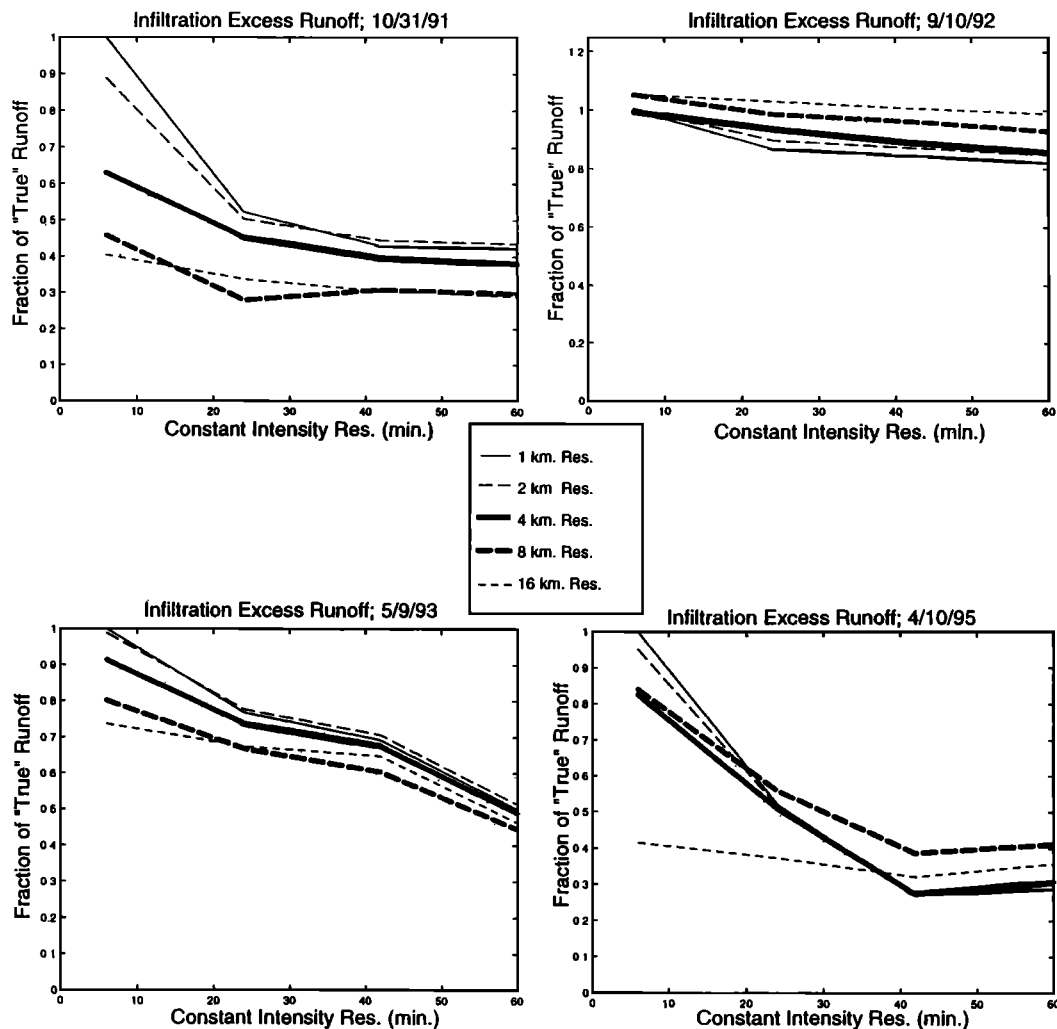 Infiltration Excess Runoff; 10/31/91
Fraction of "True" Runoff
1
0 9
0 8
0 7
0 6
0 5
0 4
0 3
0 2
0 1
0
0 10 20 30 40 50 60
Constant Intensity Res. (min.)
Infiltration Excess Runoff; 9/10/92
Fraction of "True" Runoff
1 2
1
0 8
0 6
0 4
0 2
0
0 10 20 30 40 50 60
Constant Intensity Res. (min.)
1 km. Res.
2 km Res.
4 km. Res.
8 km. Res.
16 km. Res.
Infiltration Excess Runoff; 5/9/93
Fraction of "True" Runoff
1
0 9
0 8
0 7
0 6
0 5
0 4
0 3
0 2
0 1
0
0 10 20 30 40 50 60
Constant Intensity Res. (min.)
Infiltration Excess Runoff; 4/10/95
Fraction of "True" Runoff
1
0 9
0 8
0 7
0 6
0 5
0 4
0 3
0 2
0 1
0
0 10 20 30 40 50 60
Constant Intensity Res. (min.)